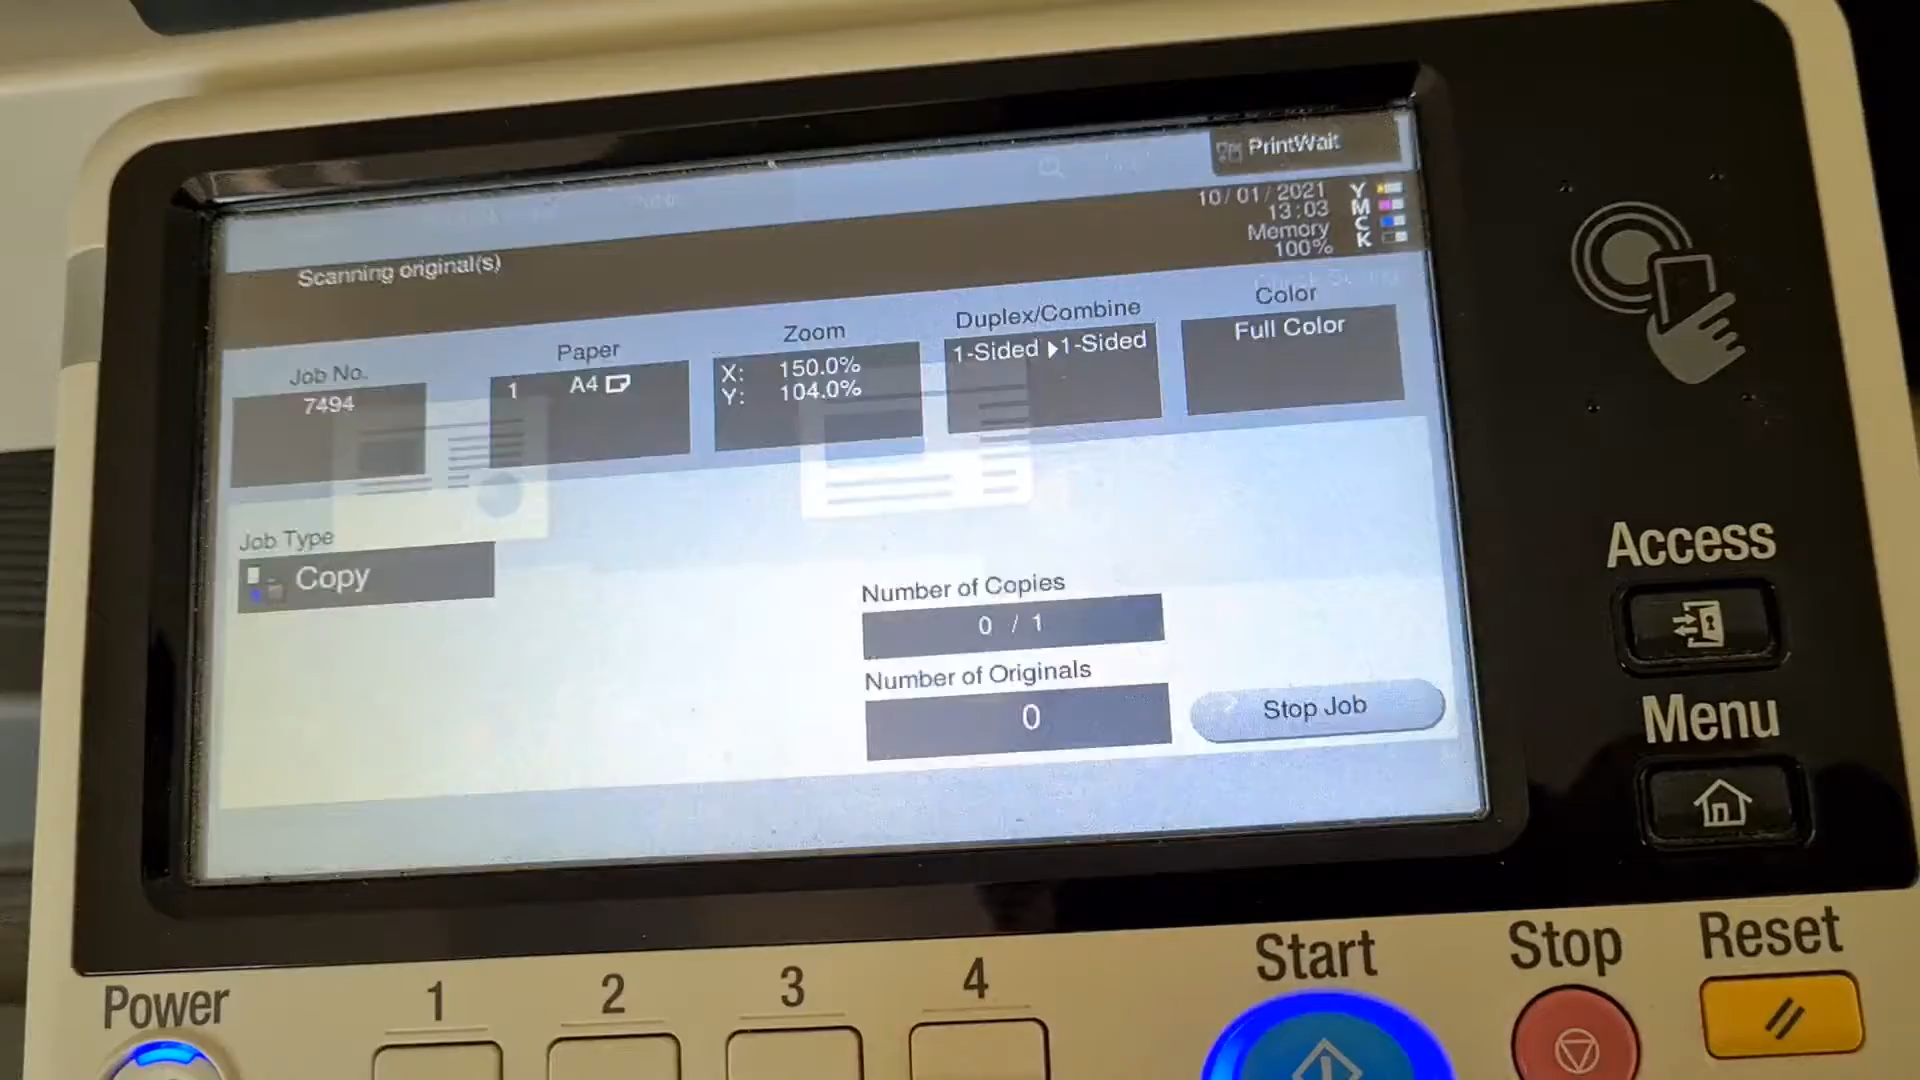 PrintWait
10/01/2021
13:03
Memory
100%
Y
M
C
K
Scanning original(s)
Job No.
7494
Paper
1 A4
Zoom
X: 150.0%
Y: 104.0%
Duplex/Combine
1-Sided ▶1-Sided
Color
Full Color
Job Type
Copy
Number of Copies
0 / 1
Number of Originals
0
Stop Job
Access
Menu
Power
1
2
3
4
Start
Stop
Reset